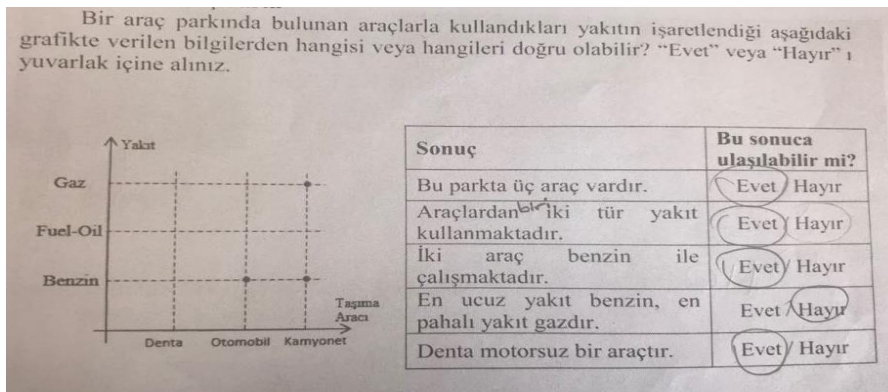 Bir araç parkında bulunan araçlarla kullandıkları yakıtın işaretlendiği aşağıdaki
grafikte verilen bilgilerden hangisi veya hangileri doğru olabilir? “Evet” veya “Hayır” ı
yuvarlak içine alınız.
Yakıt
Gaz
Fuel-Oil
Benzin
Taşıma
Aracı
Denta Otomobil Kamyonet
Sonuç
Bu sonuca
ulaşılabilir mi?
Bu parkta üç araç vardır.
Evet / Hayır
Araçlardan biri iki tür yakıt
kullanmaktadır.
Evet / Hayır
İki araç benzin ile
çalışmaktadır.
Evet / Hayır
En ucuz yakıt benzin, en
pahalı yakıt gazdır.
Evet / Hayır
Denta motorsuz bir araçtır.
Evet / Hayır